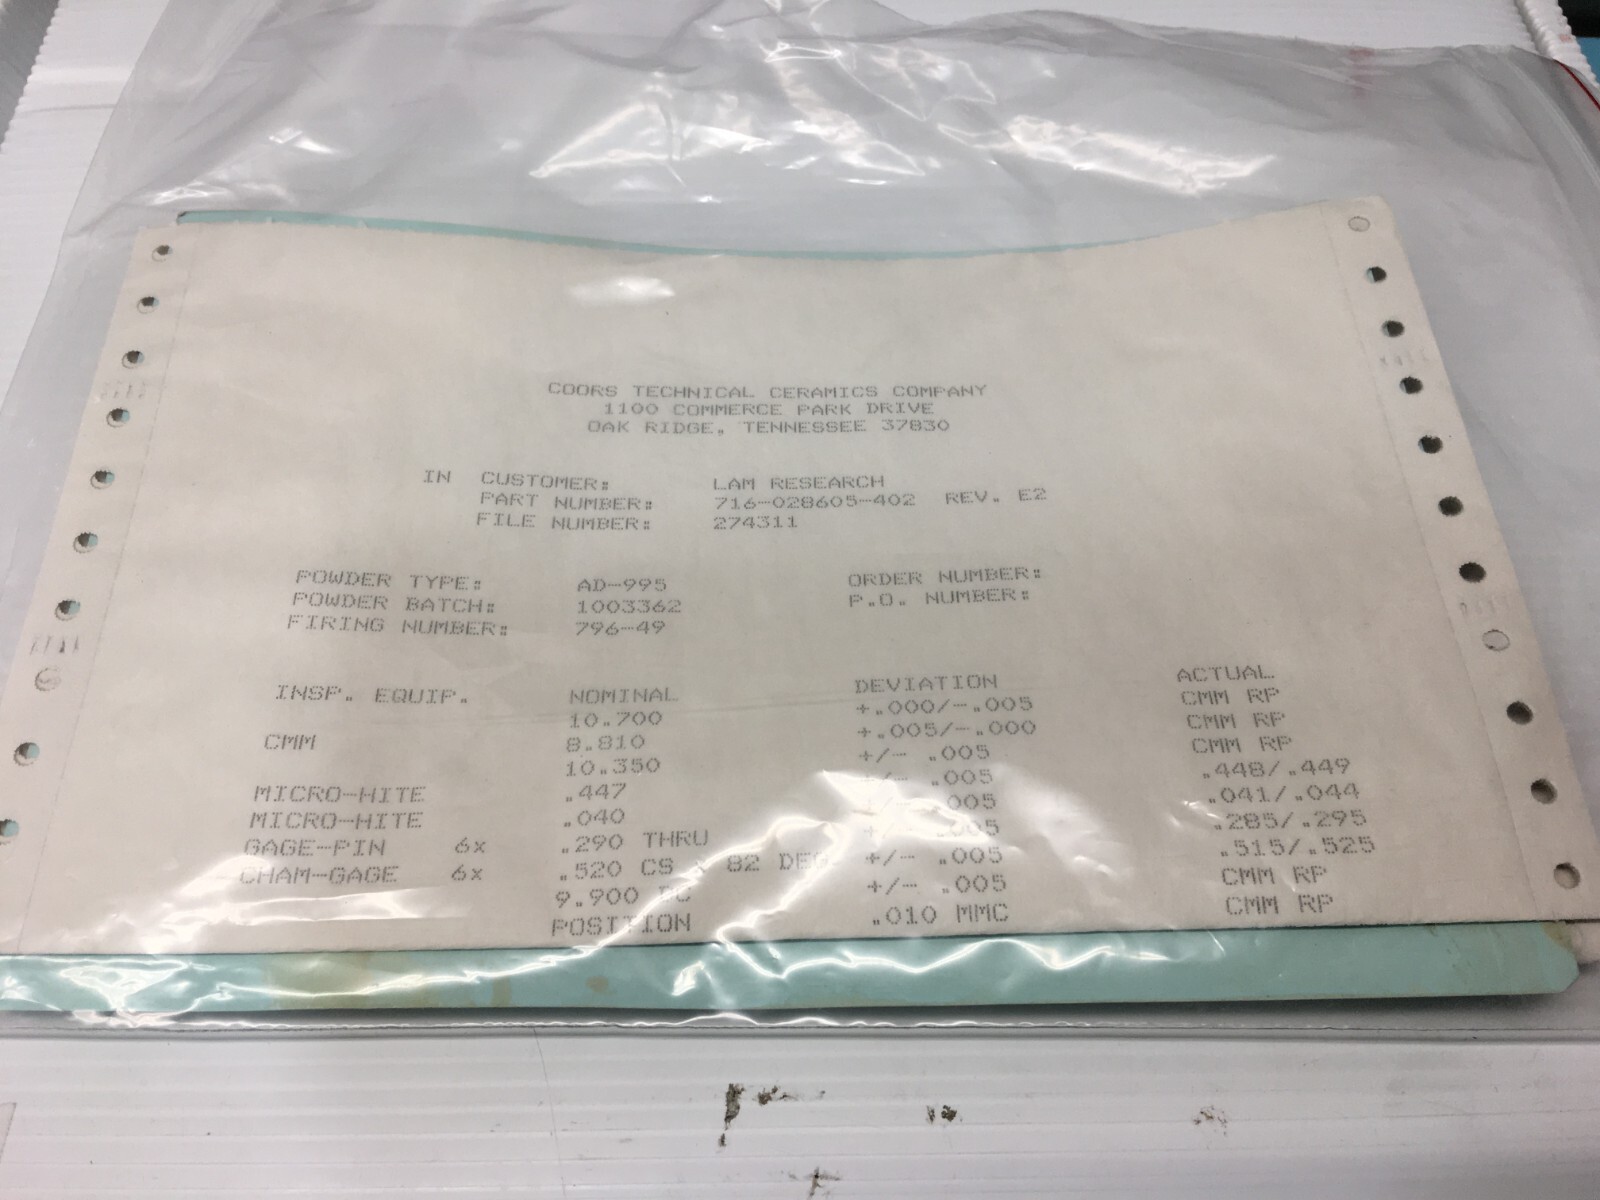 COORS TECHNICAL CERAMICS COMPANY
1100 COMMERCE PARK DRIVE
OAK RIDGE, TENNESSEE 37830
IN CUSTOMER: LAM RESEARCH
PART NUMBER: 716-028605-402 REV. E2
FILE NUMBER: 274311
POWDER TYPE: AD-995 ORDER NUMBER:
POWDER BATCH: 1003362 P.O. NUMBER:
FIRING NUMBER: 796-49
INSP. EQUIP. NOMINAL DEVIATION ACTUAL
10.700 +.000/-.005 CMM RP
CMM 8.810 +.005/-.000 CMM RP
10.350 +/- .005 CMM RP
MICRO-HITE .447 +/- .005 .448/.449
MICRO-HITE .040 +/- .005 .041/.044
GAGE-PIN 6x .290 THRU +/- .005 .285/.295
CHAM-GAGE 6x .520 CS X 82 DEG. +/- .005 .515/.525
9.900 BC +/- .005 CMM RP
POSITION .010 MMC CMM RP